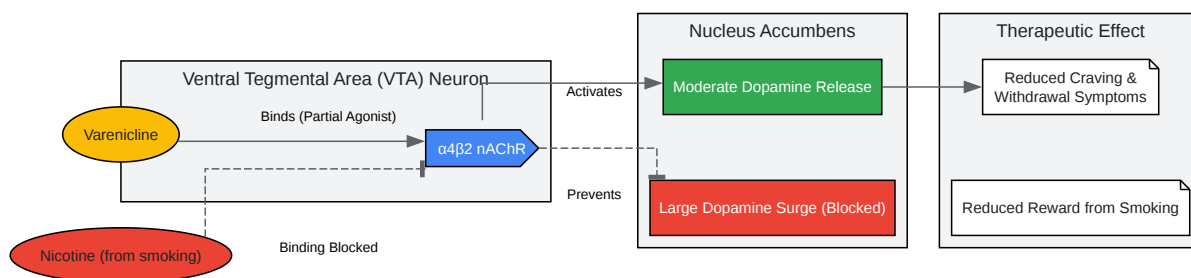 Nucleus Accumbens
Therapeutic Effect
Ventral Tegmental Area (VTA) Neuron
Activates
Moderate Dopamine Release
Reduced Craving &
Withdrawal Symptoms
Binds (Partial Agonist)
Varenicline
α4β2 nAChR
Prevents
Large Dopamine Surge (Blocked)
Reduced Reward from Smoking
Nicotine (from smoking)
Binding Blocked